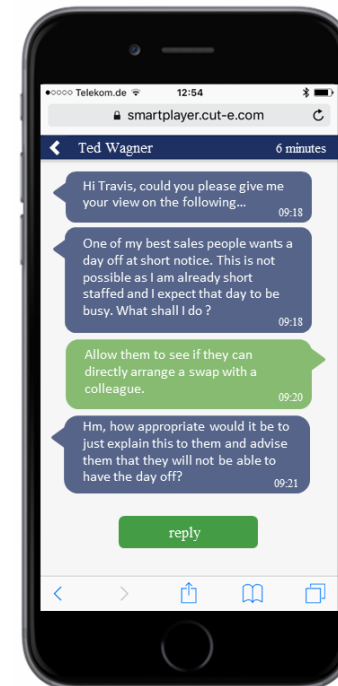 ●○○○○ Telekom.de 12:54
smartplayer.cut-e.com
Ted Wagner 6 minutes
Hi Travis, could you please give me
your view on the following...
09:18
One of my best sales people wants a
day off at short notice. This is not
possible as I am already short
staffed and I expect that day to be
busy. What shall I do ?
09:18
Allow them to see if they can
directly arrange a swap with a
colleague.
09:20
Hm, how appropriate would it be to
just explain this to them and advise
them that they will not be able to
have the day off?
09:21
reply